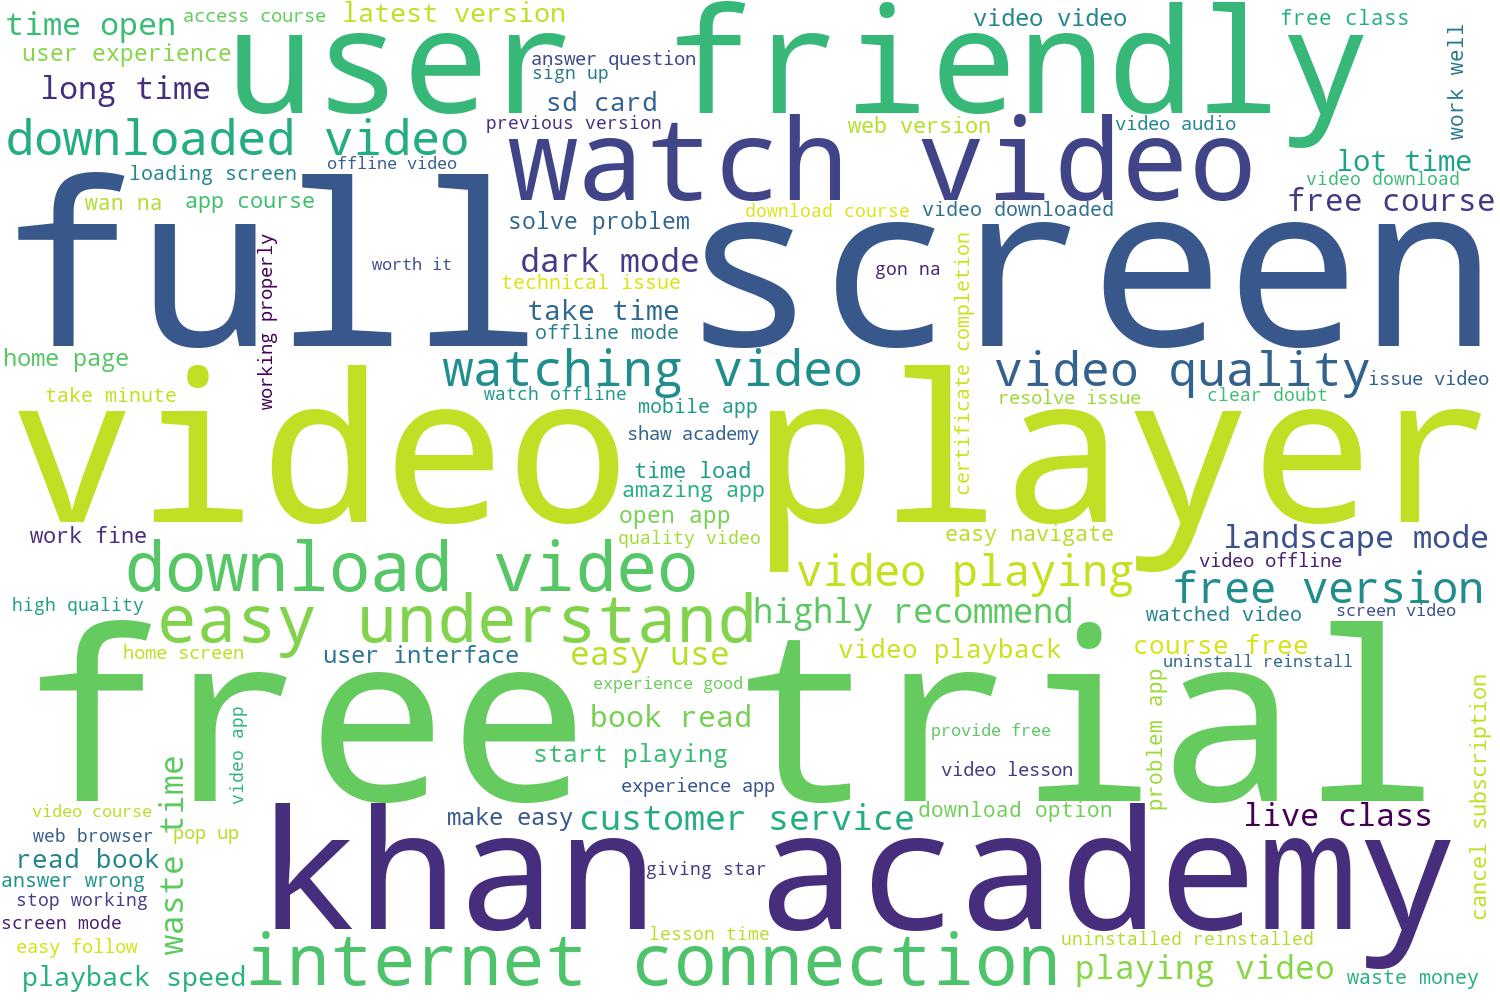 time open
access course
latest version
video video
free class
user experience
user friendly
answer question
sign up
work well
long time
sd card
previous version
web version
video audio
downloaded video
watch video
offline video
lot time
loading screen
video download
wan na
app course
free course
solve problem
download course
video downloaded
full screen
working properly
worth it
dark mode
gon na
technical issue
certificate completion
take time
offline mode
home page
watching video
video quality
issue video
take minute
watch offline
mobile app
resolve issue
clear doubt
video player
shaw academy
time load
amazing app
open app
work fine
quality video
easy navigate
landscape mode
download video
video offline
video playing
free version
high quality
easy understand
highly recommend
watched video
screen video
free trial
home screen
user interface
easy use
video playback
course free
uninstall reinstall
experience good
problem app
cancel subscription
video app
book read
provide free
start playing
video lesson
waste time
experience app
video course
make easy
customer service
download option
live class
web browser
pop up
read book
khan academy
giving star
answer wrong
stop working
screen mode
easy follow
internet connection
lesson time
uninstalled reinstalled
playback speed
playing video
waste money